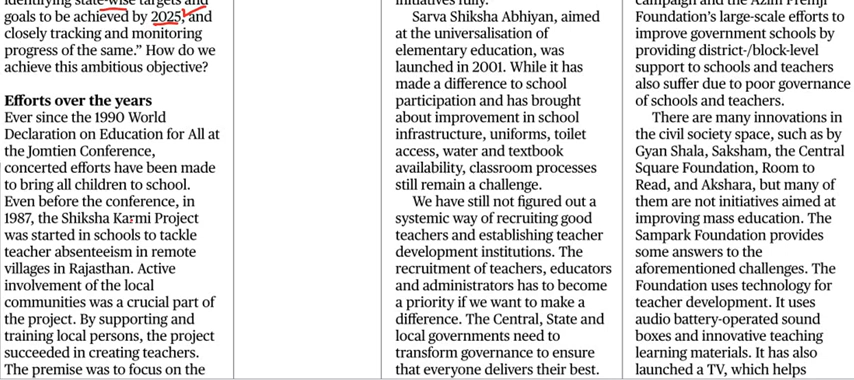 identifying state-wise targets and
goals to be achieved by 2025, and
closely tracking and monitoring
progress of the same.” How do we
achieve this ambitious objective?
Efforts over the years
Ever since the 1990 World
Declaration on Education for All at
the Jomtien Conference,
concerted efforts have been made
to bring all children to school.
Even before the conference, in
1987, the Shiksha Karmi Project
was started in schools to tackle
teacher absenteeism in remote
villages in Rajasthan. Active
involvement of the local
communities was a crucial part of
the project. By supporting and
training local persons, the project
succeeded in creating teachers.
The premise was to focus on the
initiatives fully.
Sarva Shiksha Abhiyan, aimed
at the universalisation of
elementary education, was
launched in 2001. While it has
made a difference to school
participation and has brought
about improvement in school
infrastructure, uniforms, toilet
access, water and textbook
availability, classroom processes
still remain a challenge.
We have still not figured out a
systemic way of recruiting good
teachers and establishing teacher
development institutions. The
recruitment of teachers, educators
and administrators has to become
a priority if we want to make a
difference. The Central, State and
local governments need to
transform governance to ensure
that everyone delivers their best.
campaign and the Azim Premji
Foundation’s large-scale efforts to
improve government schools by
providing district-/block-level
support to schools and teachers
also suffer due to poor governance
of schools and teachers.
There are many innovations in
the civil society space, such as by
Gyan Shala, Saksham, the Central
Square Foundation, Room to
Read, and Akshara, but many of
them are not initiatives aimed at
improving mass education. The
Sampark Foundation provides
some answers to the
aforementioned challenges. The
Foundation uses technology for
teacher development. It uses
audio battery-operated sound
boxes and innovative teaching
learning materials. It has also
launched a TV, which helps